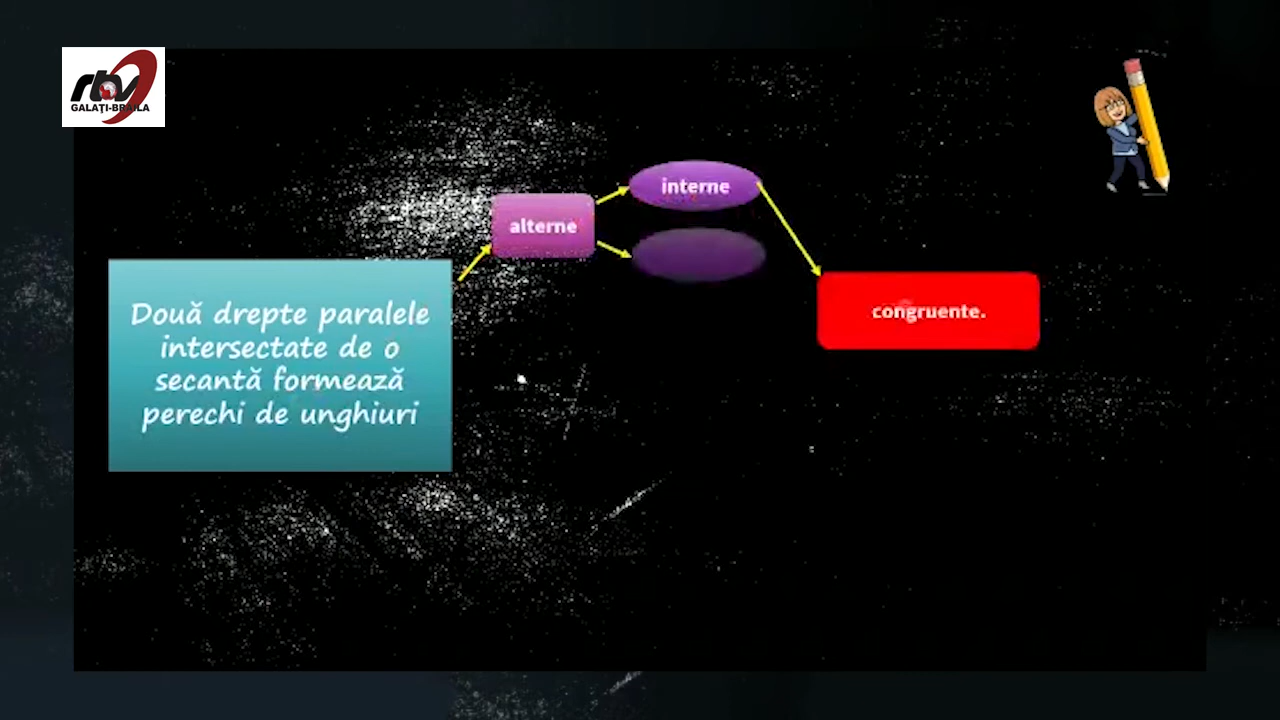 rtv
GALAȚI-BRĂILA
interne
alterne
congruente.
Două drepte paralele
intersectate de o
secantă formează
perechi de unghiuri